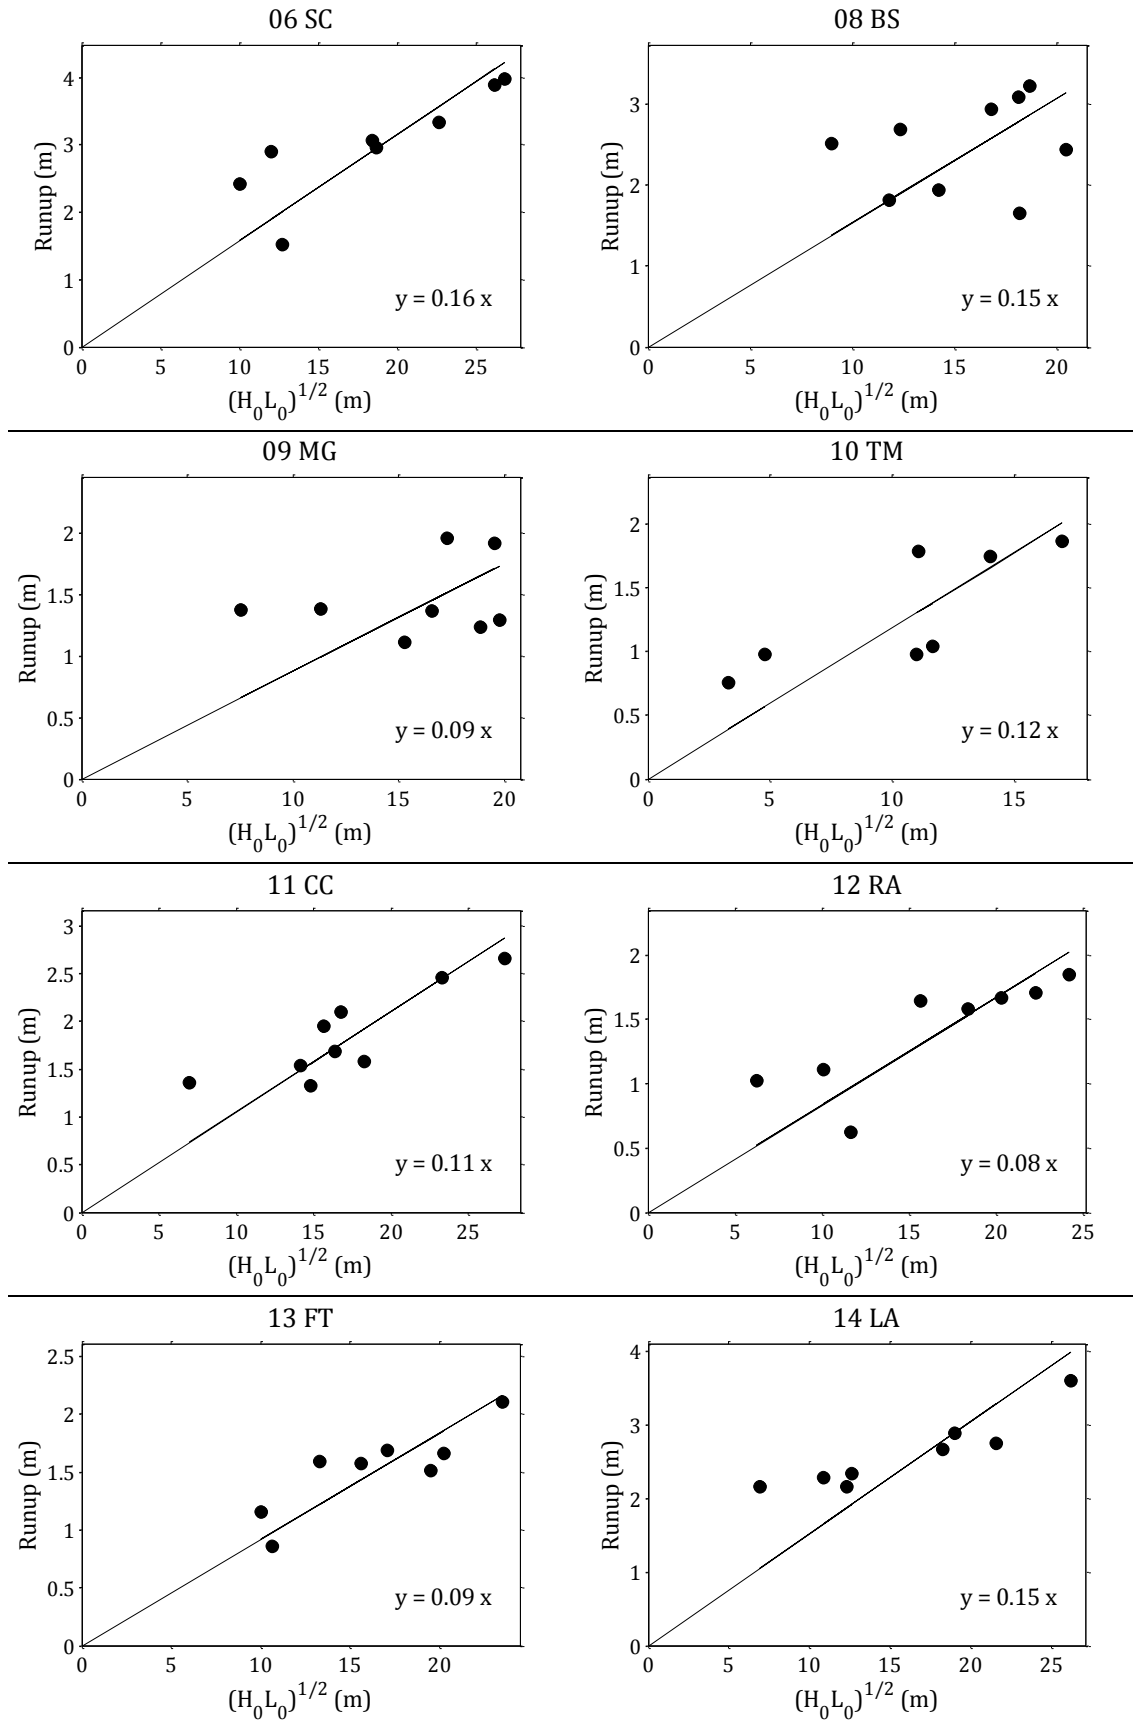 06 SC
4
3
2
1
0
Runup (m)
y = 0.16 x
0 5 10 15 20 25
(H₀L₀)^1/2 (m)
08 BS
3
2
1
0
Runup (m)
y = 0.15 x
0 5 10 15 20
(H₀L₀)^1/2 (m)
09 MG
2
1.5
1
0.5
0
Runup (m)
y = 0.09 x
0 5 10 15 20
(H₀L₀)^1/2 (m)
10 TM
2
1.5
1
0.5
0
Runup (m)
y = 0.12 x
0 5 10 15
(H₀L₀)^1/2 (m)
11 CC
3
2.5
2
1.5
1
0.5
0
Runup (m)
y = 0.11 x
0 5 10 15 20 25
(H₀L₀)^1/2 (m)
12 RA
2
1.5
1
0.5
0
Runup (m)
y = 0.08 x
0 5 10 15 20 25
(H₀L₀)^1/2 (m)
13 FT
2.5
2
1.5
1
0.5
0
Runup (m)
y = 0.09 x
0 5 10 15 20
(H₀L₀)^1/2 (m)
14 LA
4
3
2
1
0
Runup (m)
y = 0.15 x
0 5 10 15 20 25
(H₀L₀)^1/2 (m)